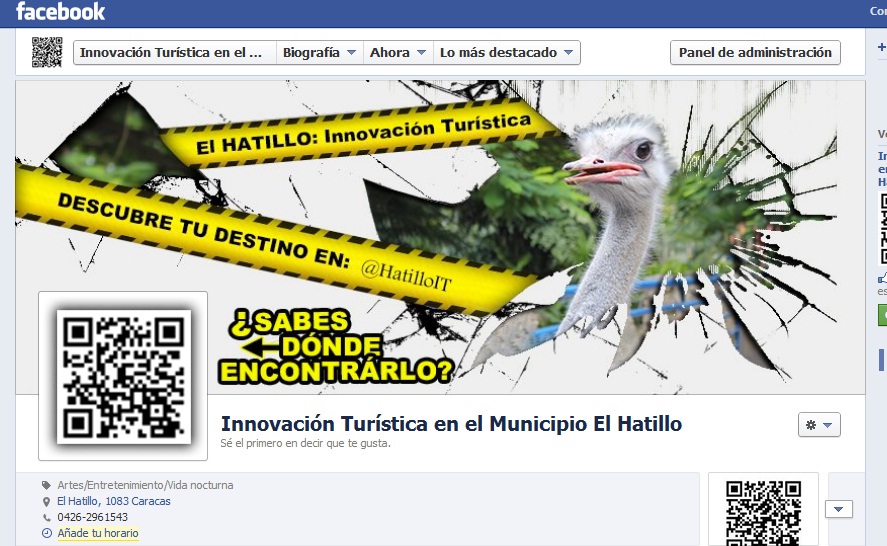 facebook
Innovación Turística en el ...
Biografía
Ahora
Lo más destacado
Panel de administración
El HATILLO: Innovación Turística
DESCUBRE TU DESTINO EN: @HatilloIT
¿SABES
DÓNDE
ENCONTRÁRLO?
Innovación Turística en el Municipio El Hatillo
Sé el primero en decir que te gusta.
Artes/Entretenimiento/Vida nocturna
El Hatillo, 1083 Caracas
0426-2961543
Añade tu horario